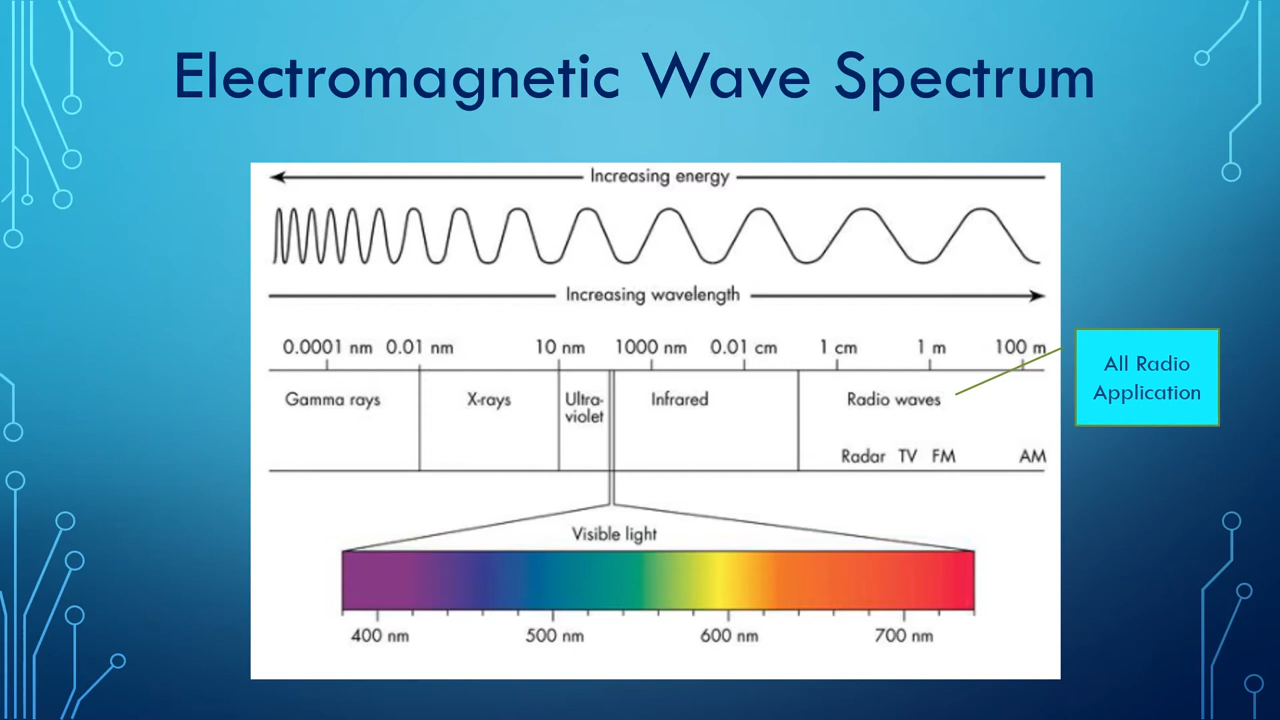 Electromagnetic Wave Spectrum
Increasing energy
Increasing wavelength
0.0001 nm 0.01 nm 10 nm 1000 nm 0.01 cm 1 cm 1 m 100 m
Gamma rays X-rays Ultra- Infrared Radio waves
violet
Radar TV FM AM
All Radio
Application
Visible light
400 nm 500 nm 600 nm 700 nm